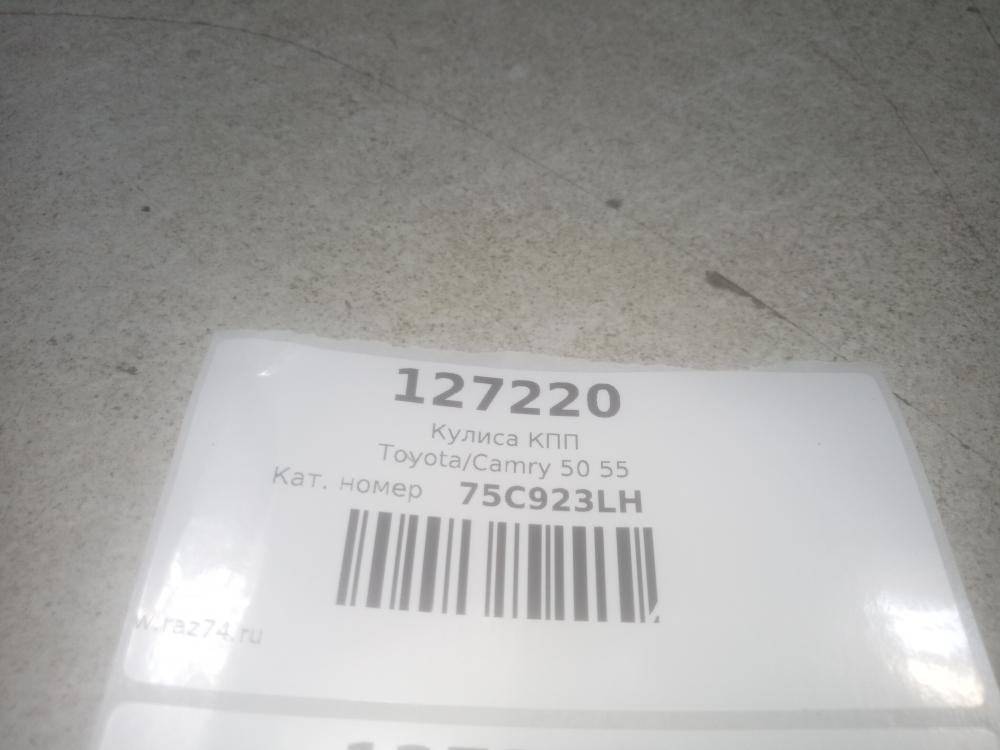 127220
Кулиса КПП
Toyota/Camry 50 55
Кат. номер 75C923LH
w.raz74.ru